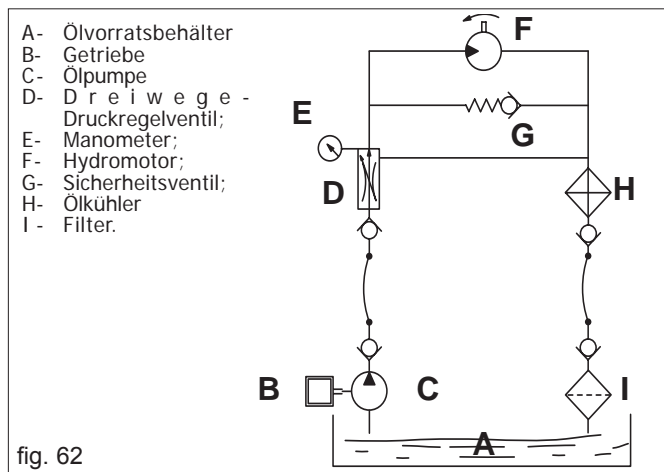 A- Ölvorratsbehälter
B- Getriebe
C- Ölpumpe
D- D r e i w e g e -
Druckregelventil;
E- Manometer;
F- Hydromotor;
G- Sicherheitsventil;
H- Ölkühler
I - Filter.
F
E
G
D
H
B
C
I
A
fig. 62